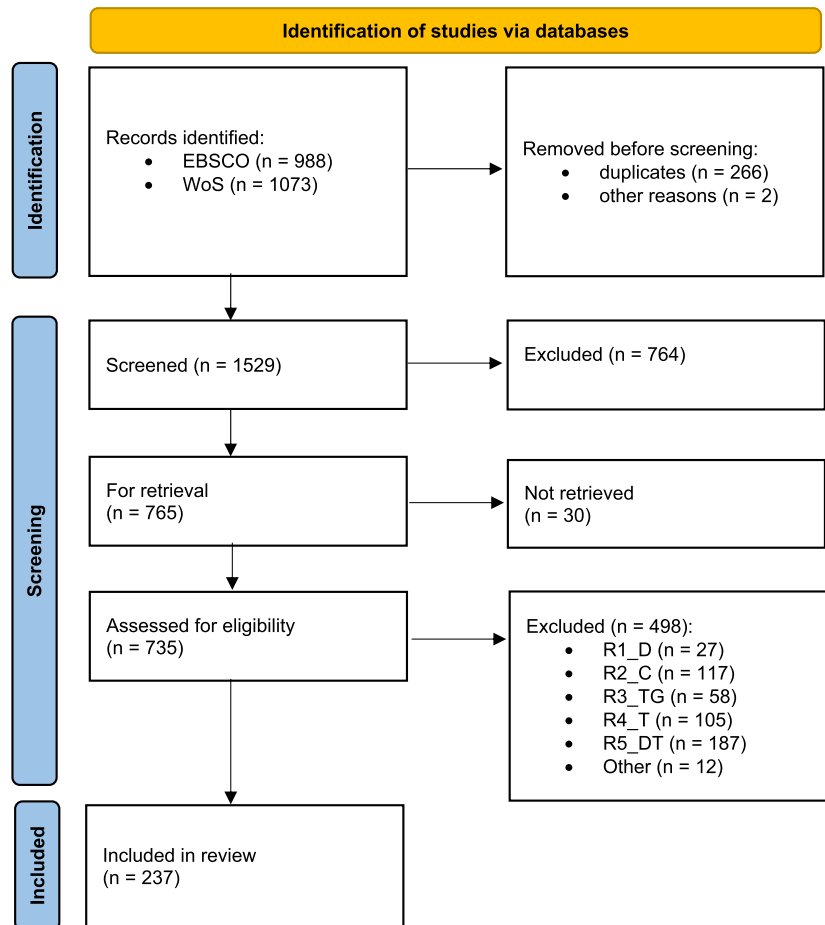 Identification of studies via databases
Identification
Records identified:
• EBSCO (n = 988)
• WoS (n = 1073)
Removed before screening:
• duplicates (n = 266)
• other reasons (n = 2)
Screening
Screened (n = 1529)
Excluded (n = 764)
For retrieval
(n = 765)
Not retrieved
(n = 30)
Assessed for eligibility
(n = 735)
Excluded (n = 498):
• R1_D (n = 27)
• R2_C (n = 117)
• R3_TG (n = 58)
• R4_T (n = 105)
• R5_DT (n = 187)
• Other (n = 12)
Included
Included in review
(n = 237)